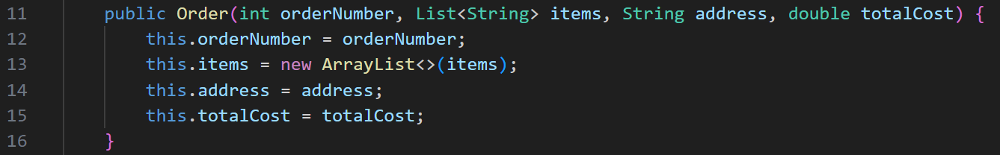 11 public Order(int orderNumber, List<String> items, String address, double totalCost) {
12 this.orderNumber = orderNumber;
13 this.items = new ArrayList<>(items);
14 this.address = address;
15 this.totalCost = totalCost;
16 }